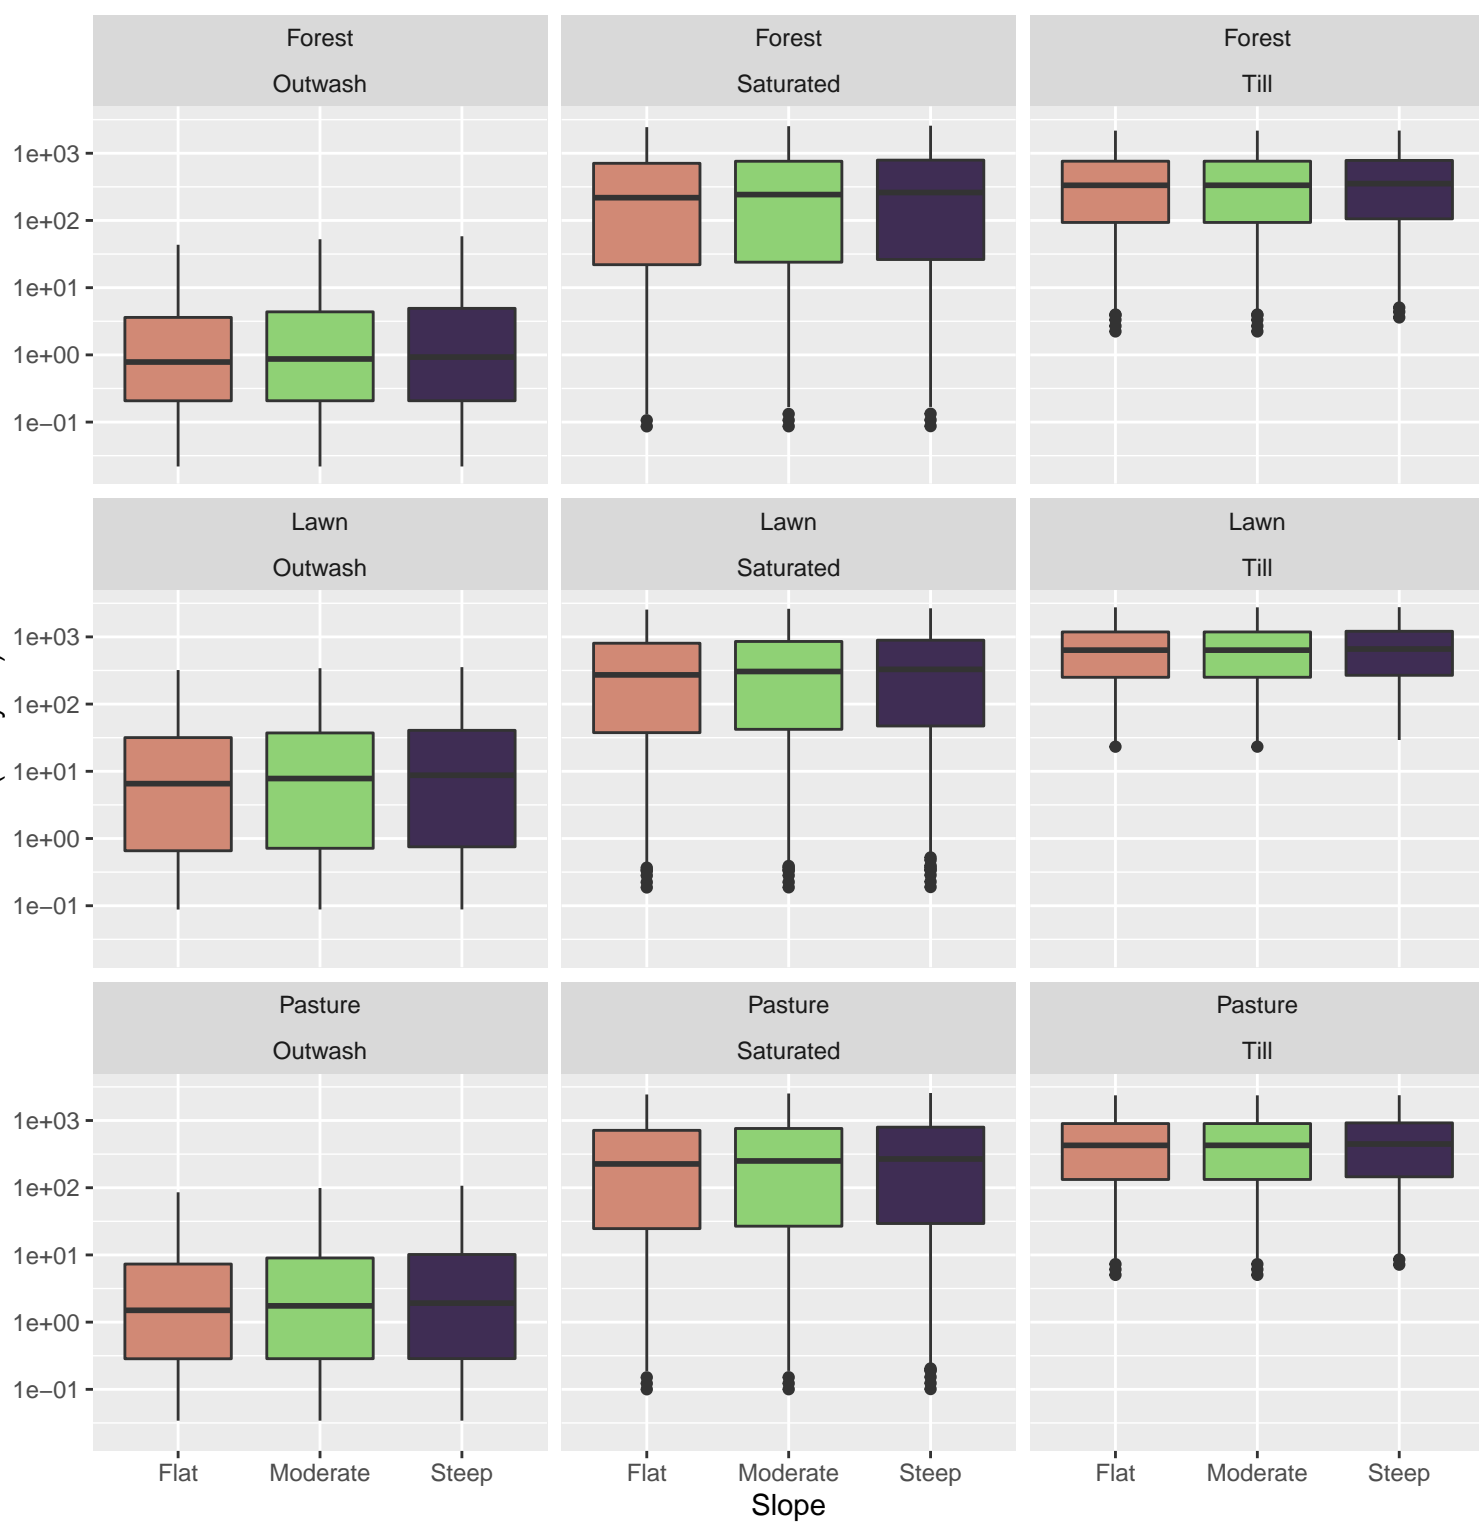 Forest Forest Forest
Outwash Saturated Till
1e+03
1e+02
1e+01
1e+00
1e−01
Lawn Lawn Lawn
Outwash Saturated Till
1e+03
1e+02
1e+01
1e+00
1e−01
Pasture Pasture Pasture
Outwash Saturated Till
1e+03
1e+02
1e+01
1e+00
1e−01
Flat Moderate Steep Flat Moderate Steep Flat Moderate Steep
Slope